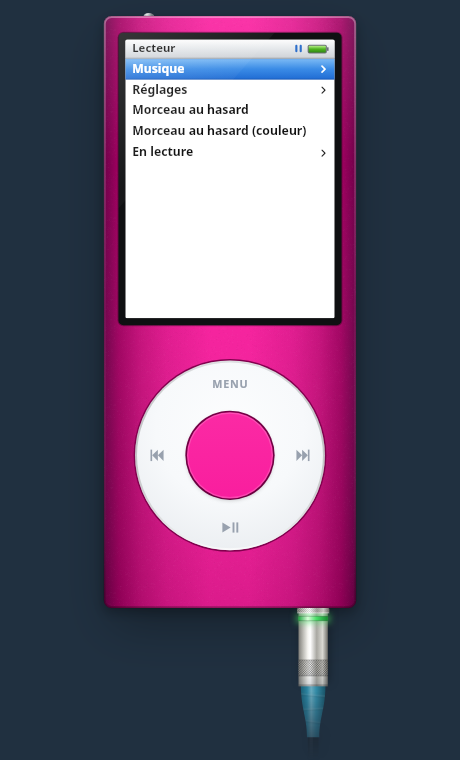 Lecteur
Musique
Réglages
Morceau au hasard
Morceau au hasard (couleur)
En lecture
MENU